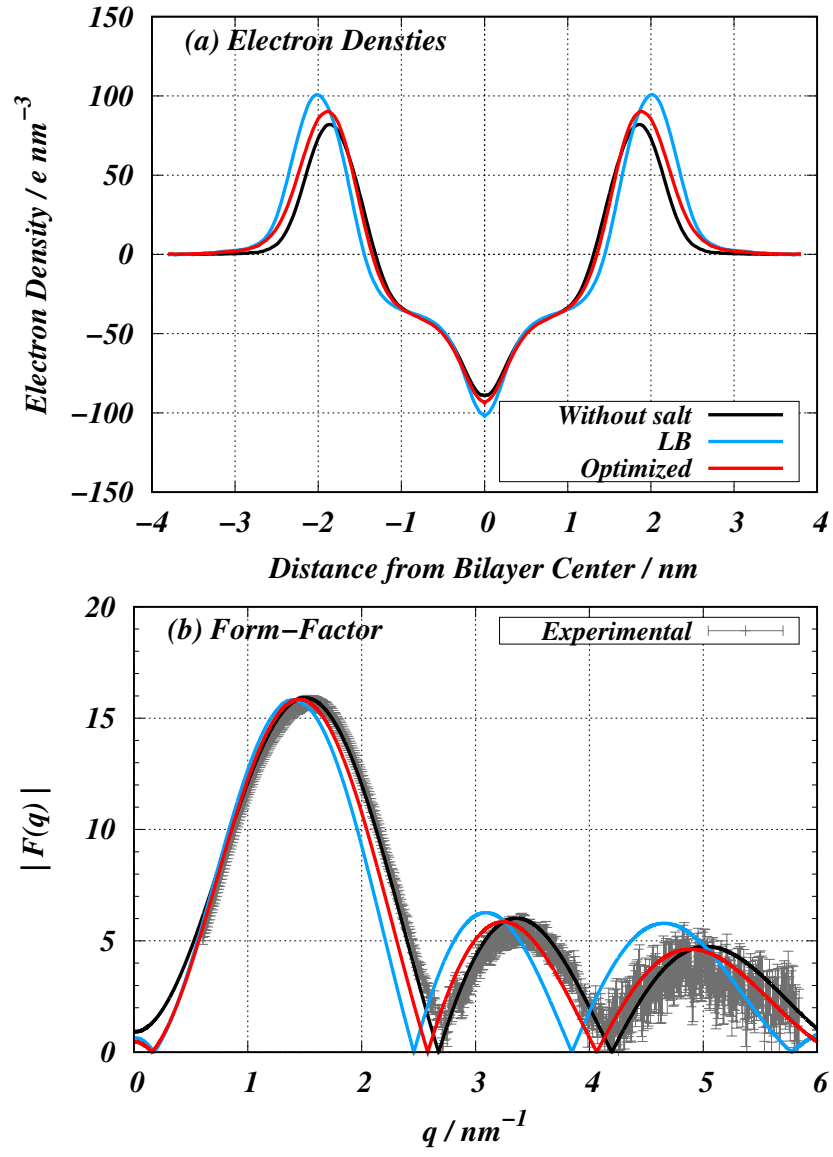 (a) Electron Densties
Electron Density / e nm⁻³
150
100
50
0
−50
−100
−150
Without salt
LB
Optimized
−4 −3 −2 −1 0 1 2 3 4
Distance from Bilayer Center / nm
(b) Form−Factor
Experimental
| F(q) |
20
15
10
5
0
0 1 2 3 4 5 6
q / nm⁻¹